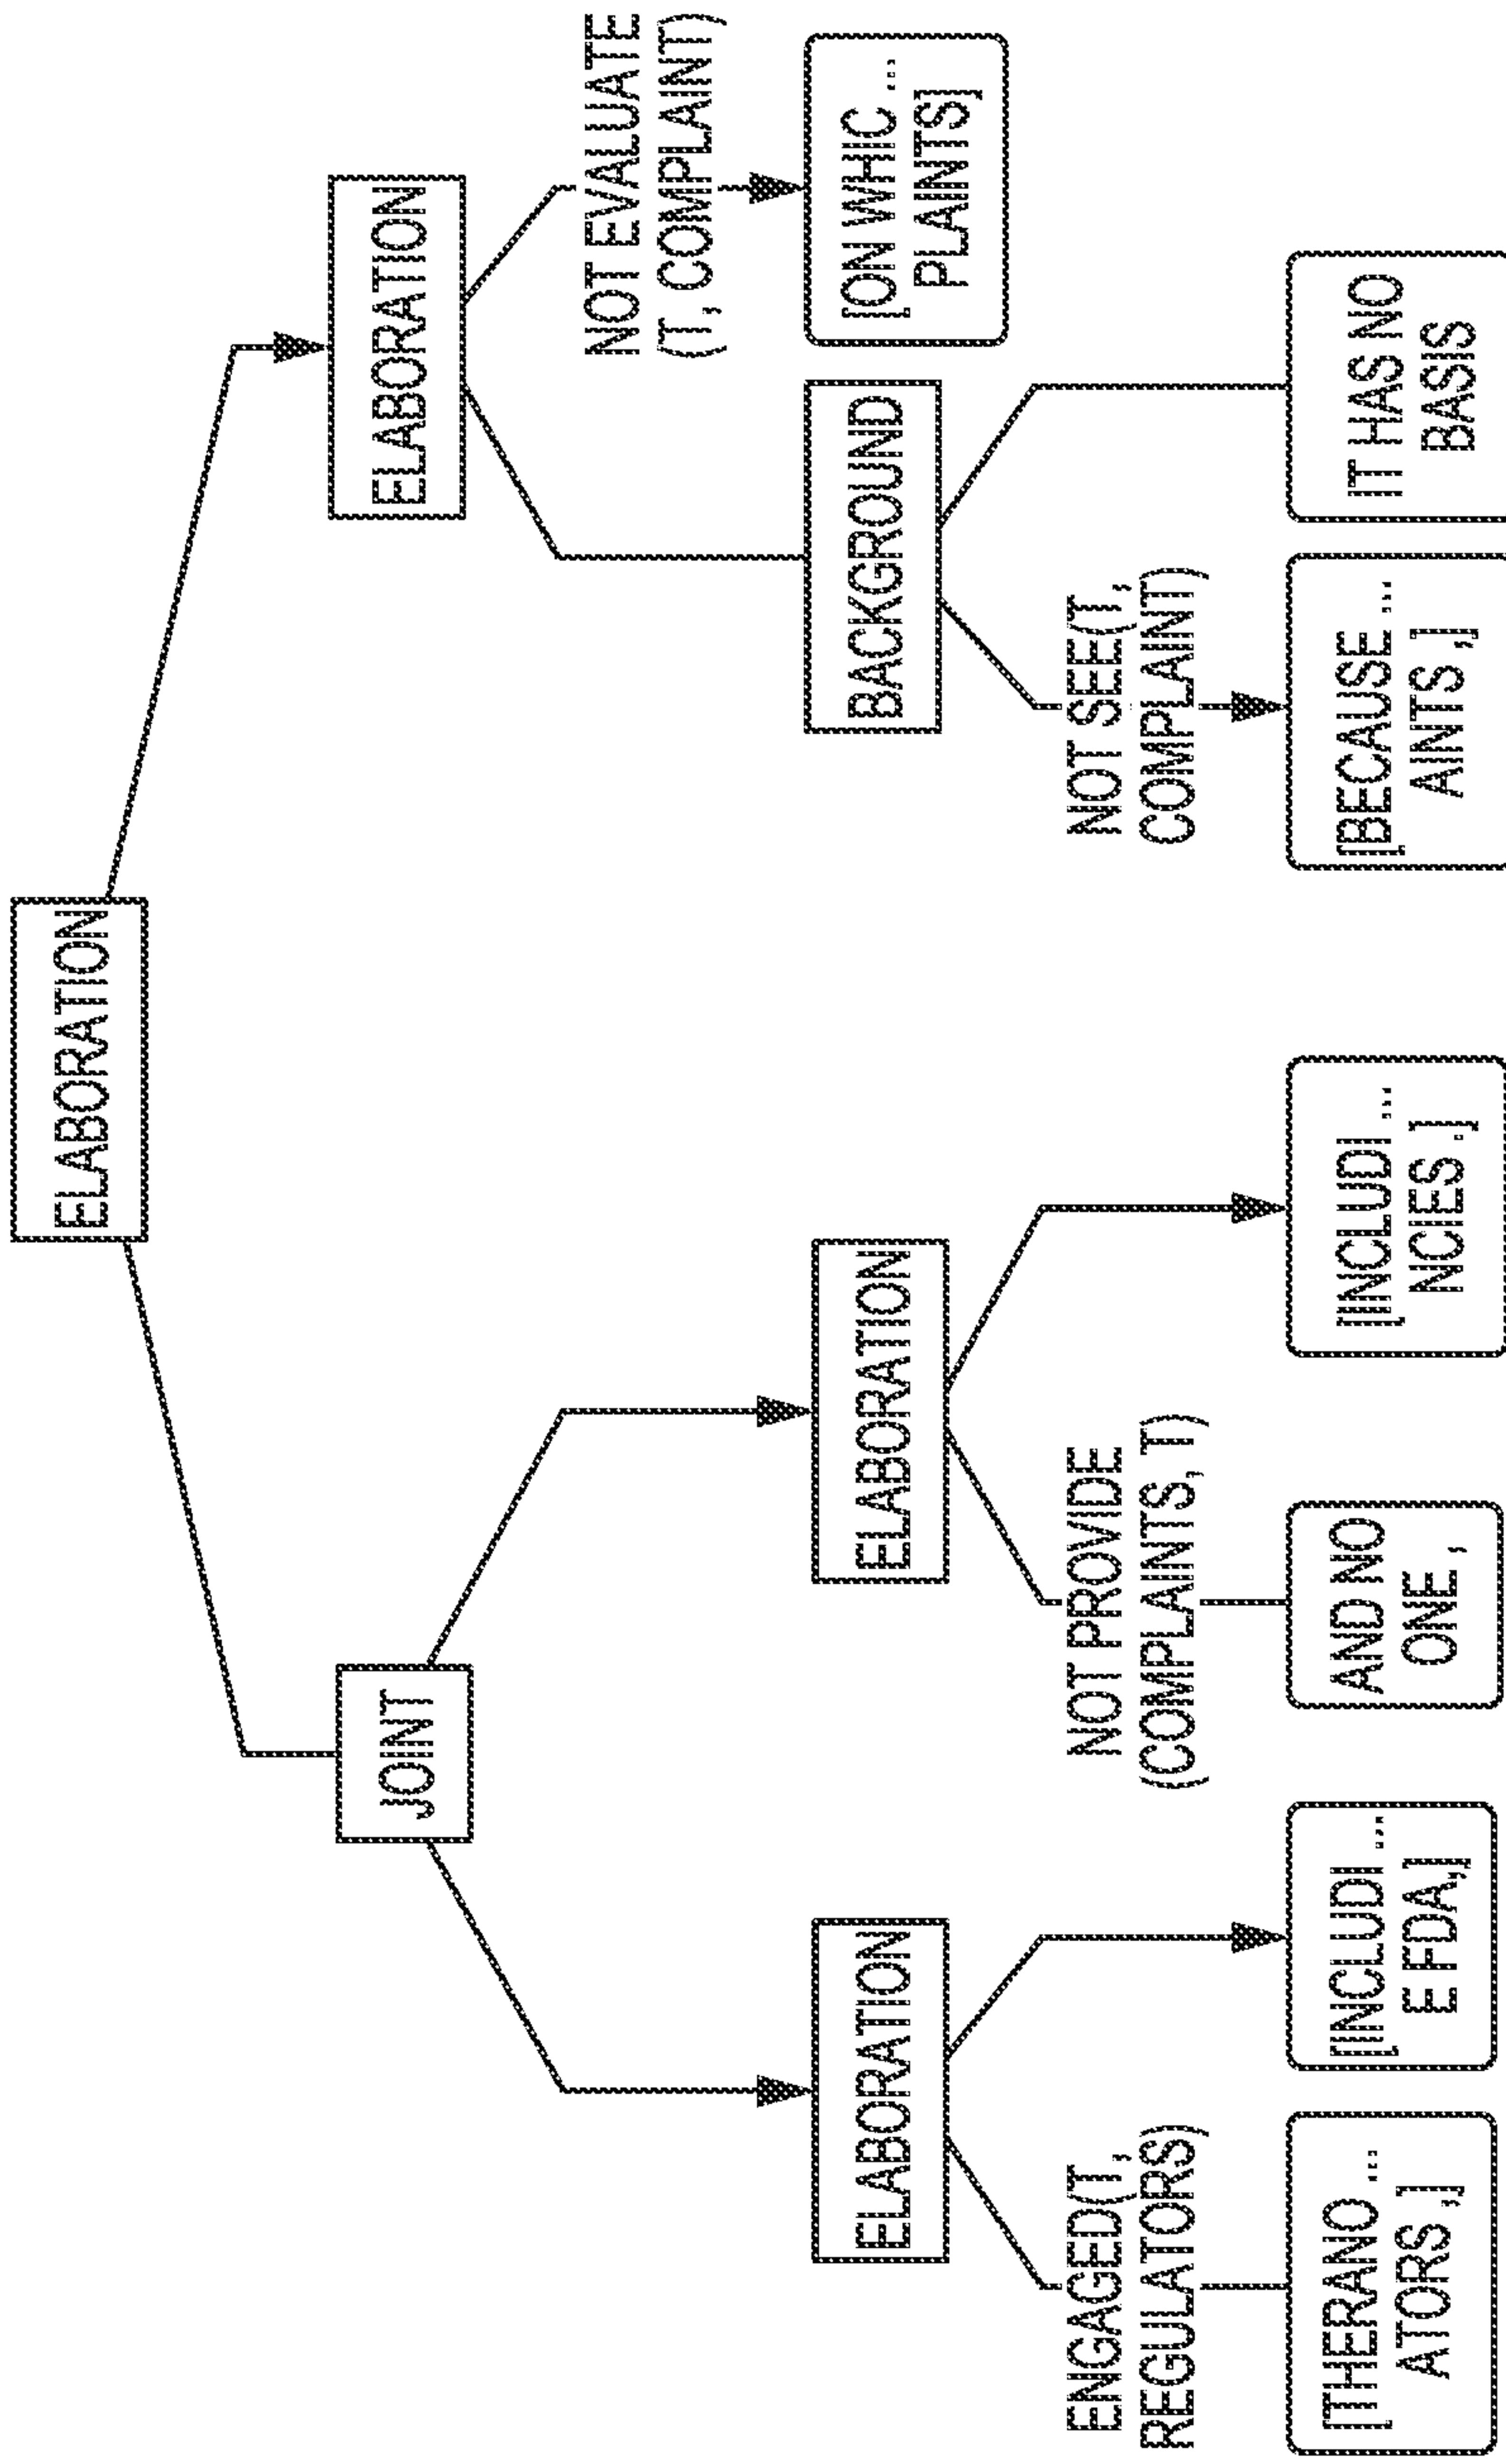 ELABORATION
JOINT
ELABORATION
ELABORATION
ELABORATION
BACKGROUND
NOT EVALUATE
(T, COMPLAINT)
[ON WHIC ...
PLAINTS]
ENGAGED(T,
REGULATORS)
NOT PROVIDE
(COMPLAINTS, T)
NOT SEE(T,
COMPLAINT)
[THERANO ...
ATORS ,]
[INCLUDI ...
E FDA,]
AND NO
ONE ,
[INCLUDI ...
NCIES .]
[BECAUSE ...
AINTS ,]
IT HAS NO
BASIS